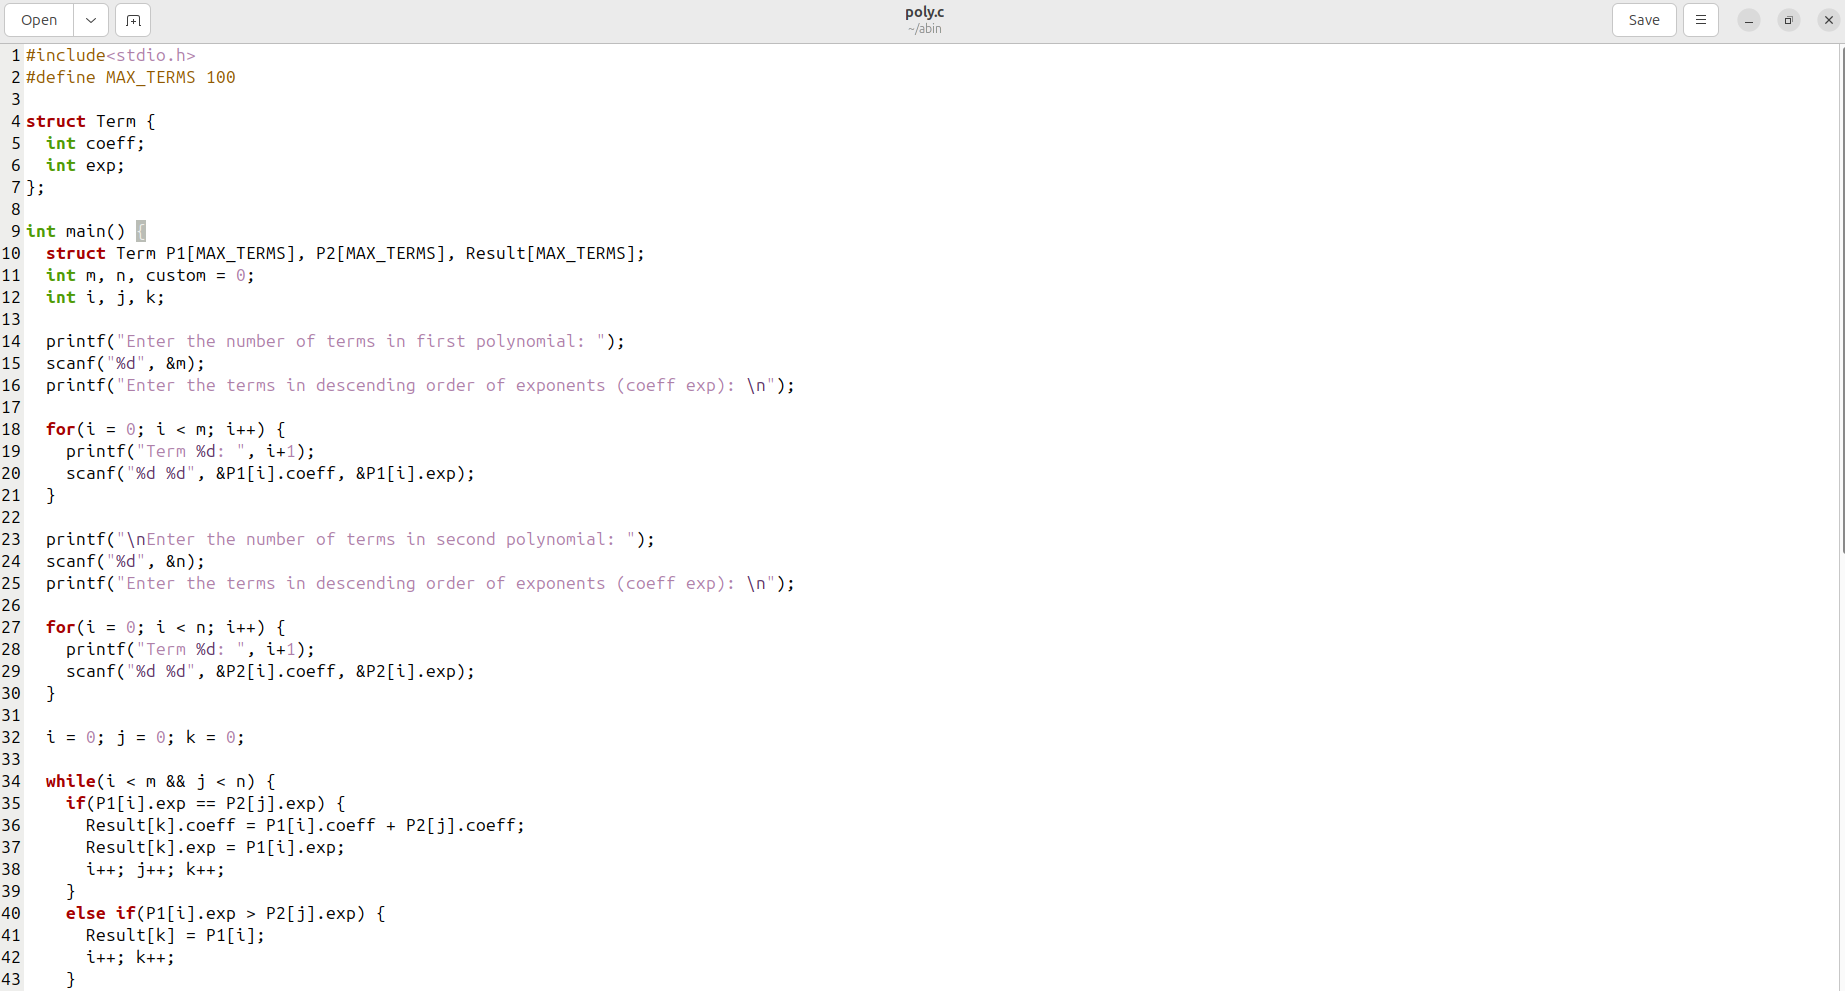 Open
poly.c
~/abin
Save
1 #include<stdio.h>
2 #define MAX_TERMS 100
3
4 struct Term {
5   int coeff;
6   int exp;
7 };
8
9 int main() {
10   struct Term P1[MAX_TERMS], P2[MAX_TERMS], Result[MAX_TERMS];
11   int m, n, custom = 0;
12   int i, j, k;
13
14   printf("Enter the number of terms in first polynomial: ");
15   scanf("%d", &m);
16   printf("Enter the terms in descending order of exponents (coeff exp): \n");
17
18   for(i = 0; i < m; i++) {
19     printf("Term %d: ", i+1);
20     scanf("%d %d", &P1[i].coeff, &P1[i].exp);
21   }
22
23   printf("\nEnter the number of terms in second polynomial: ");
24   scanf("%d", &n);
25   printf("Enter the terms in descending order of exponents (coeff exp): \n");
26
27   for(i = 0; i < n; i++) {
28     printf("Term %d: ", i+1);
29     scanf("%d %d", &P2[i].coeff, &P2[i].exp);
30   }
31
32   i = 0; j = 0; k = 0;
33
34   while(i < m && j < n) {
35     if(P1[i].exp == P2[j].exp) {
36       Result[k].coeff = P1[i].coeff + P2[j].coeff;
37       Result[k].exp = P1[i].exp;
38       i++; j++; k++;
39     }
40     else if(P1[i].exp > P2[j].exp) {
41       Result[k] = P1[i];
42       i++; k++;
43     }